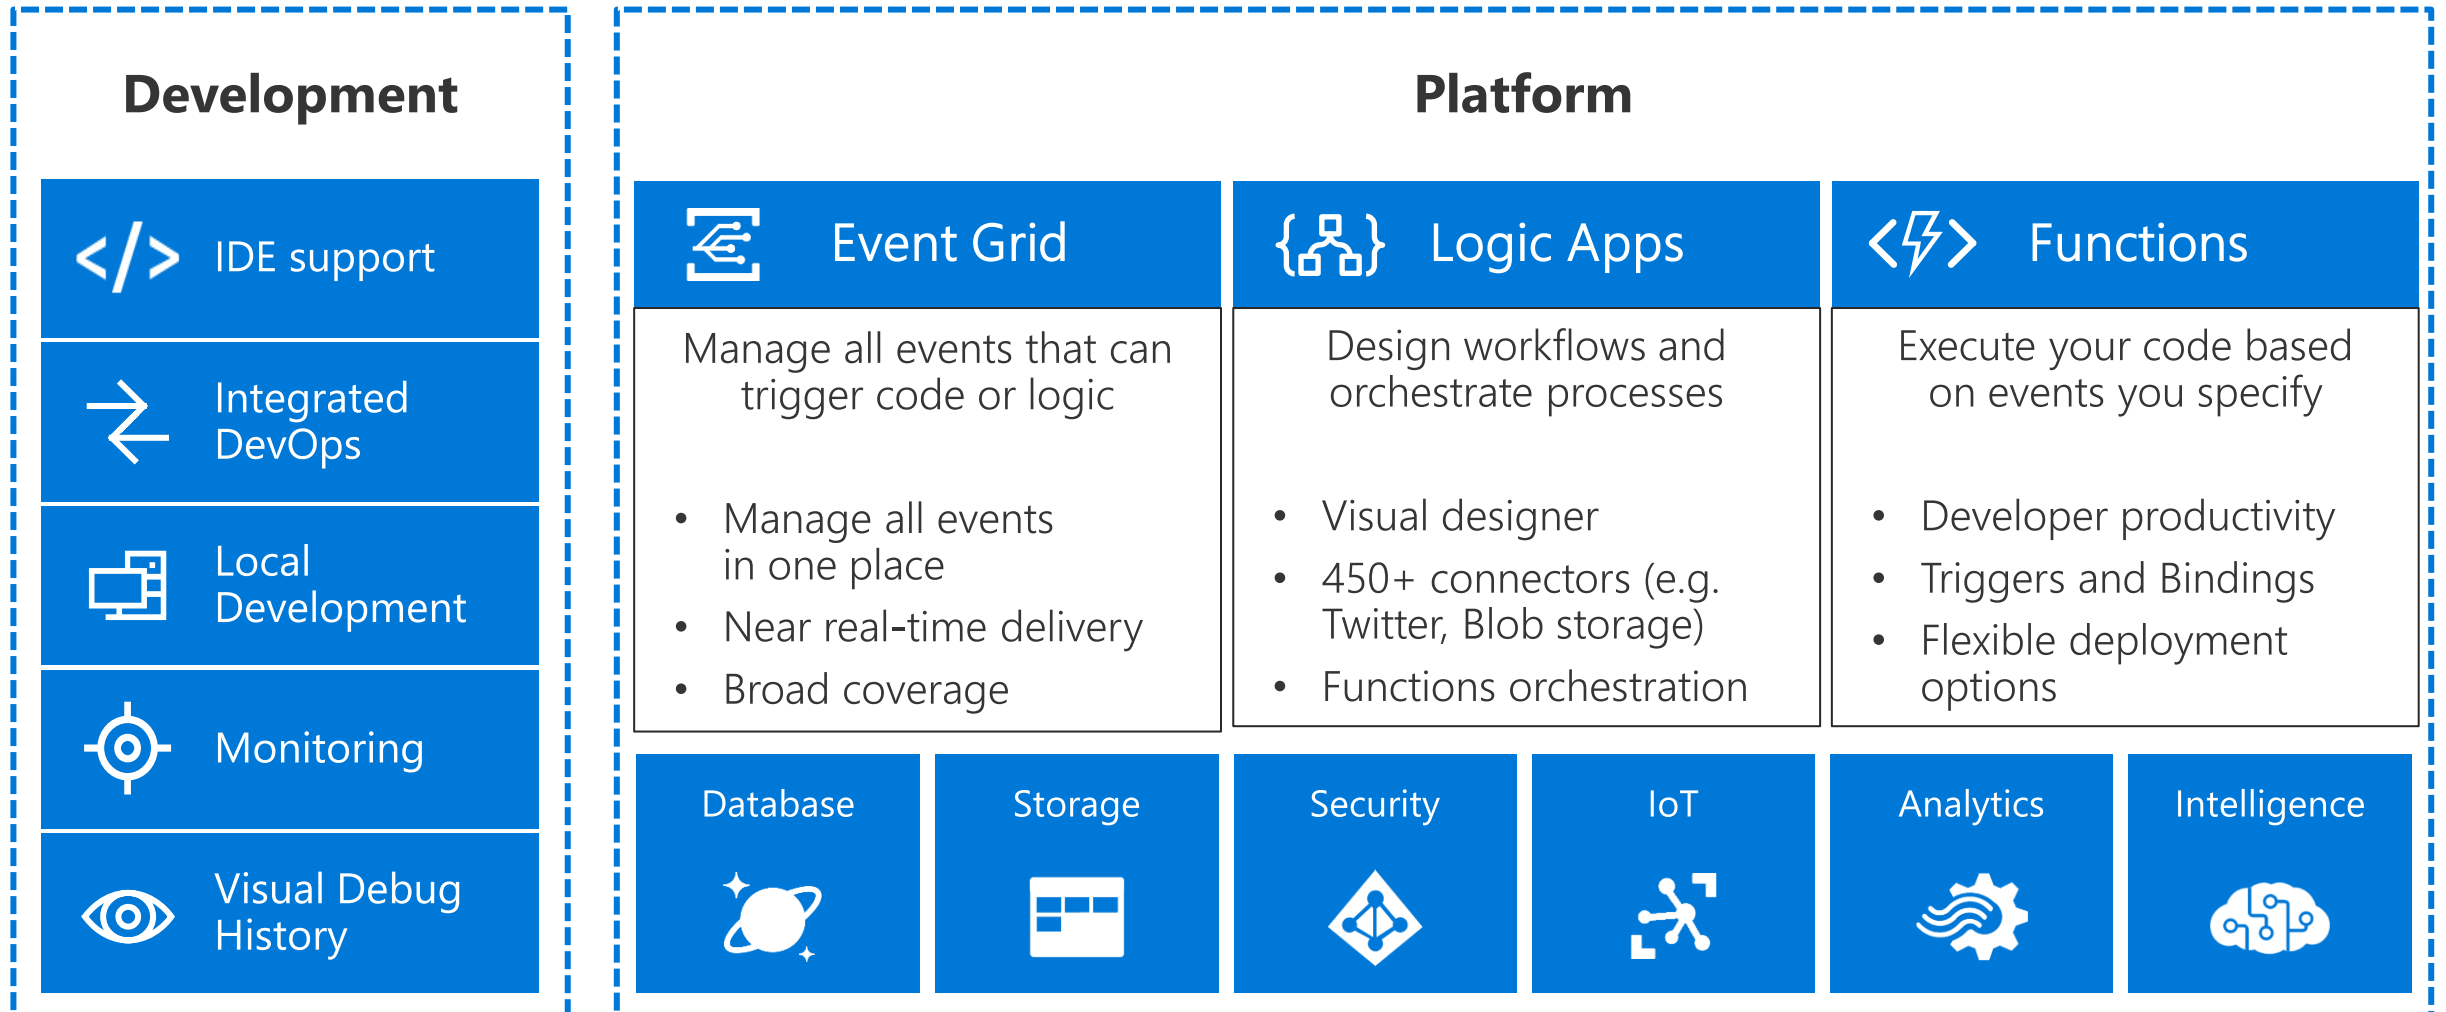 Development
IDE support
Integrated
DevOps
Local
Development
Monitoring
Visual Debug
History
Platform
Event Grid
Manage all events that can
trigger code or logic
• Manage all events
in one place
• Near real-time delivery
• Broad coverage
Logic Apps
Design workflows and
orchestrate processes
• Visual designer
• 450+ connectors (e.g.
Twitter, Blob storage)
• Functions orchestration
Functions
Execute your code based
on events you specify
• Developer productivity
• Triggers and Bindings
• Flexible deployment
options
Database
Storage
Security
IoT
Analytics
Intelligence